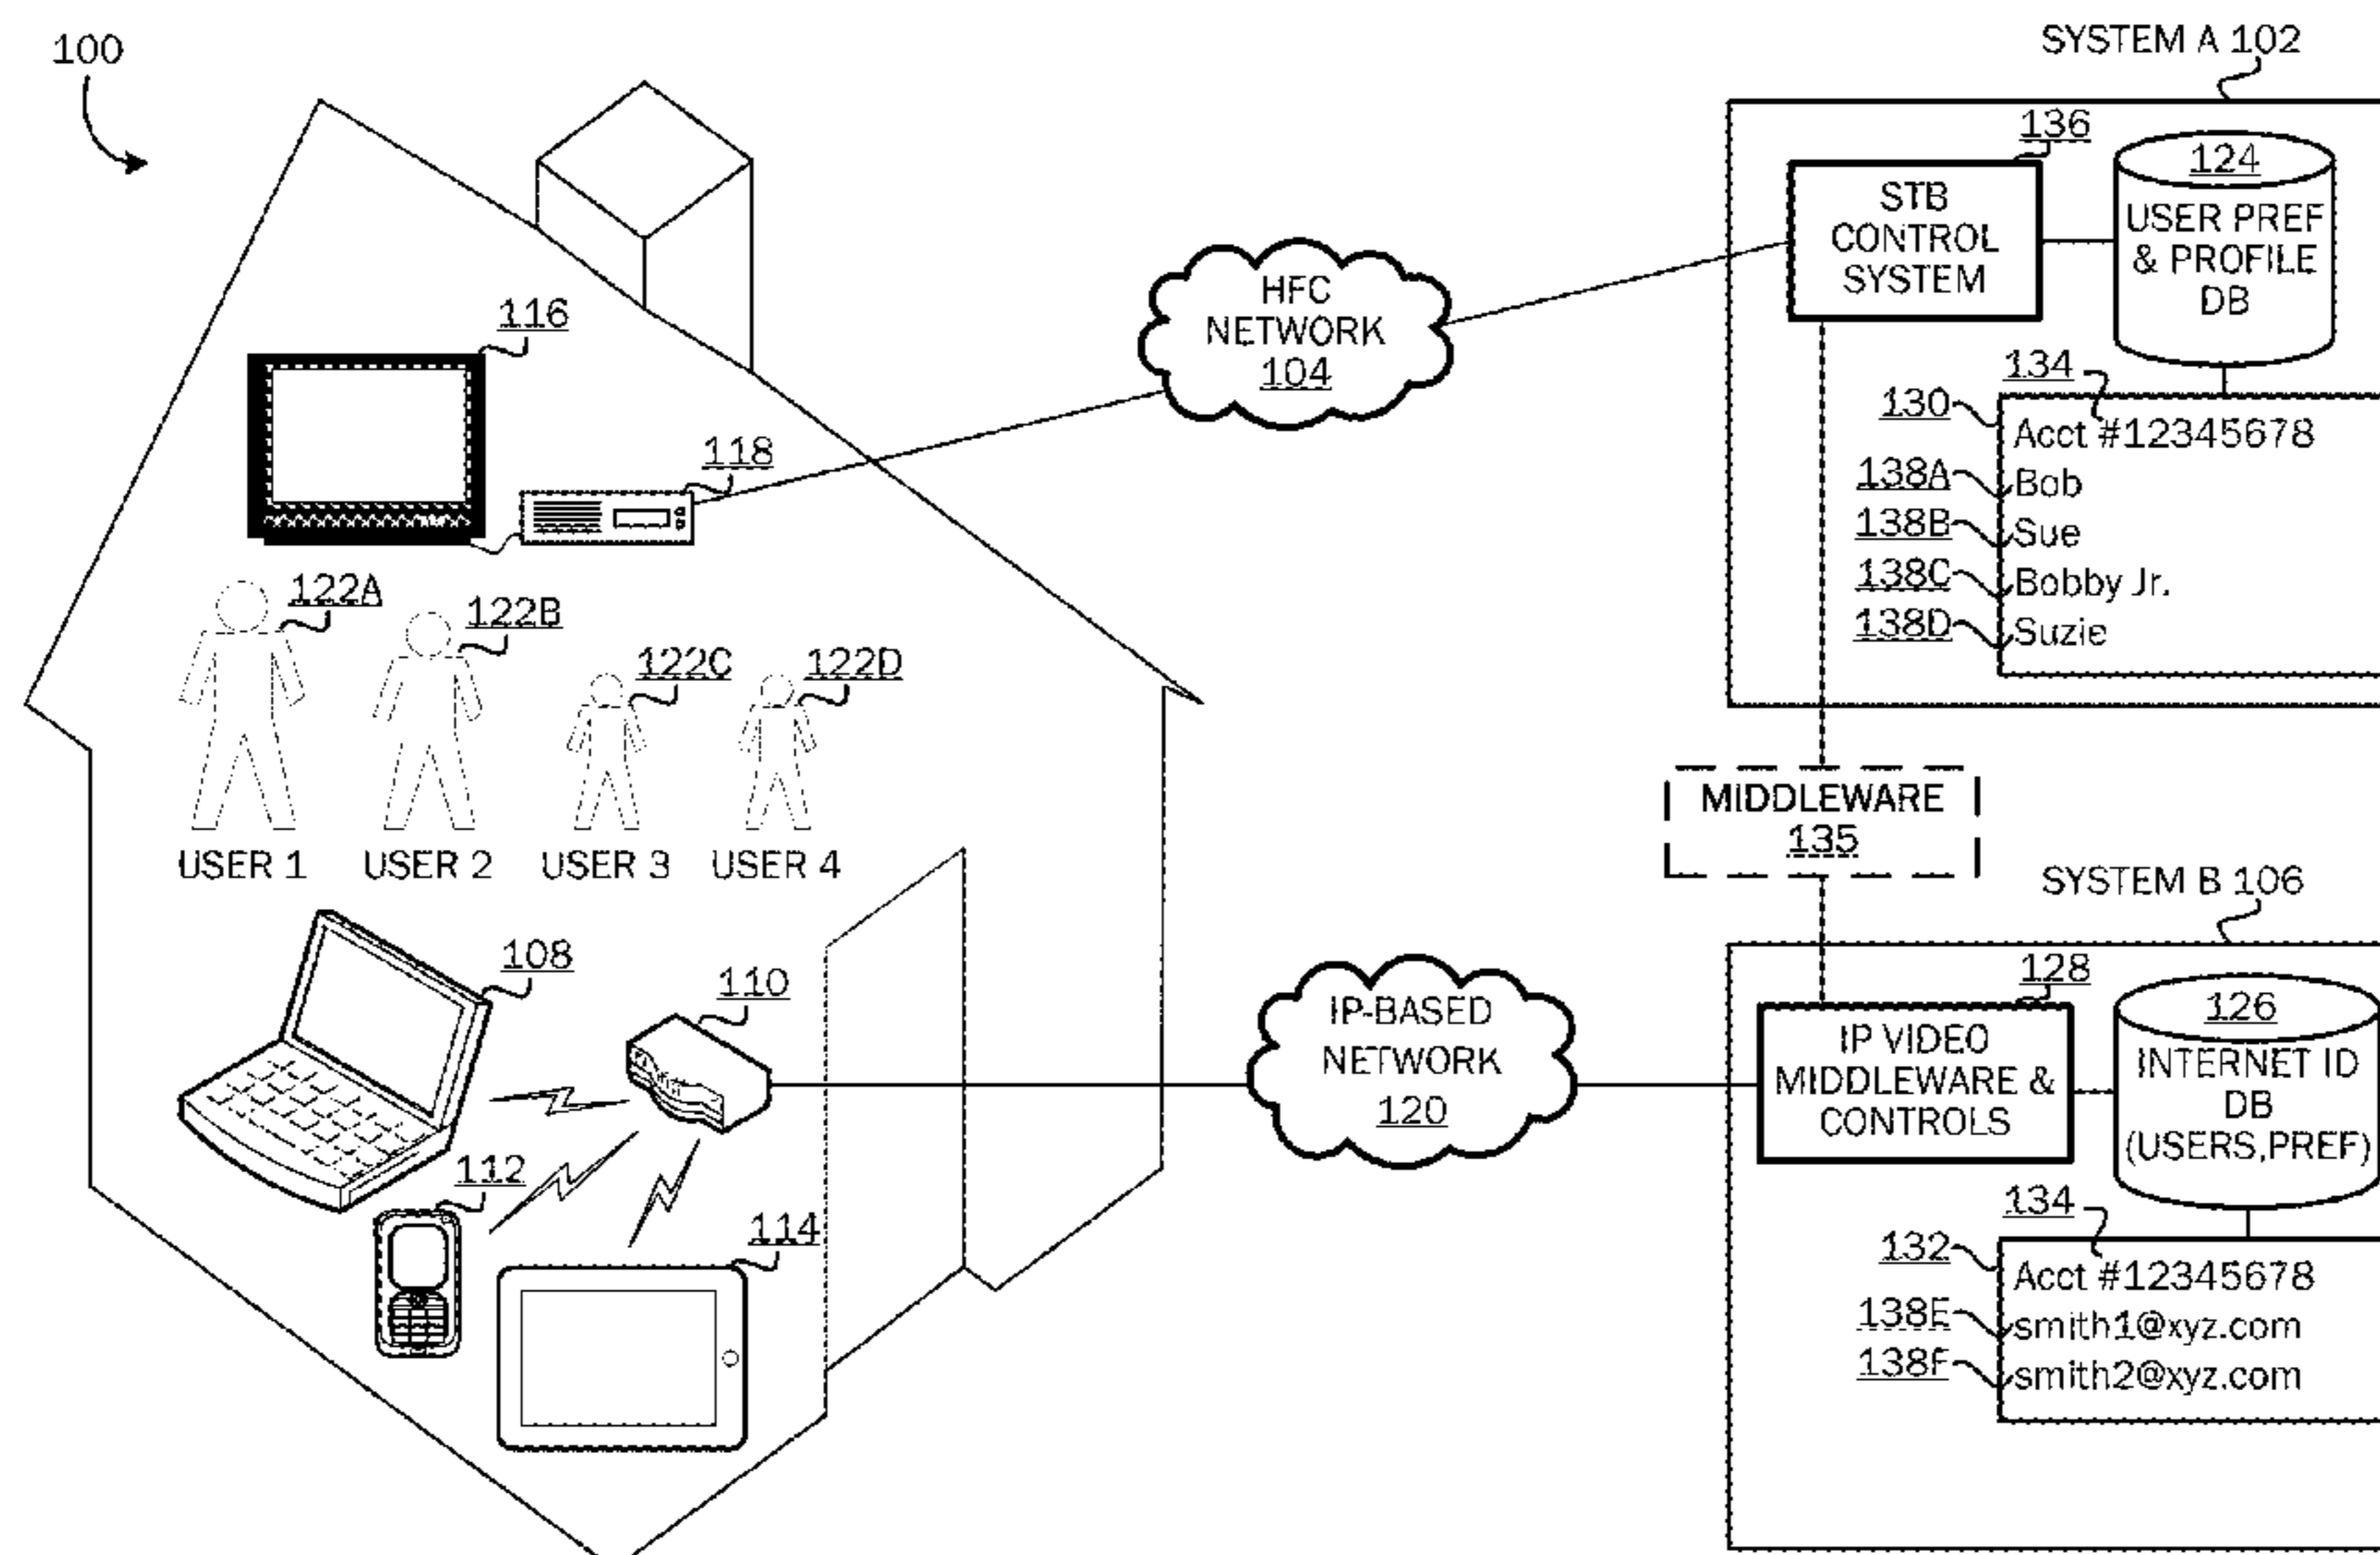 100
SYSTEM A 102
136
124
STB
CONTROL
SYSTEM
USER PREF
& PROFILE
DB
116
HFC
NETWORK
104
134
130
Acct #12345678
118
138A
Bob
138B
Sue
138C
Bobby Jr.
138D
Suzie
122A
122B
122C
122D
USER 1
USER 2
USER 3
USER 4
MIDDLEWARE
135
SYSTEM B 106
108
110
128
126
IP-BASED
NETWORK
120
IP VIDEO
MIDDLEWARE &
CONTROLS
INTERNET ID
DB
(USERS,PREF)
112
114
134
132
Acct #12345678
138E
smith1@xyz.com
138F
smith2@xyz.com